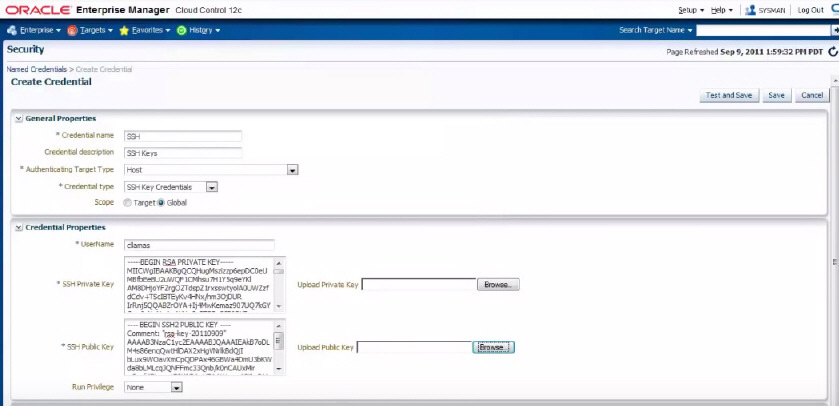 ORACLE Enterprise Manager Cloud Control 12c
Setup Help SYSMAN Log Out
Enterprise Targets Favorites History Search Target Name
Security
Page Refreshed Sep 9, 2011 1:59:32 PM PDT
Named Credentials > Create Credential
Create Credential
Test and Save Save Cancel
General Properties
* Credential name SSH
Credential description SSH Keys
* Authenticating Target Type Host
* Credential type SSH Key Credentials
Scope Target Global
Credential Properties
* UserName cllamas
-----BEGIN RSA PRIVATE KEY-----
* SSH Private Key
Upload Private Key Browse...
---- BEGIN SSH2 PUBLIC KEY ----
Comment: "rsa-key-20110909"
* SSH Public Key
Upload Public Key Browse...
Run Privilege None